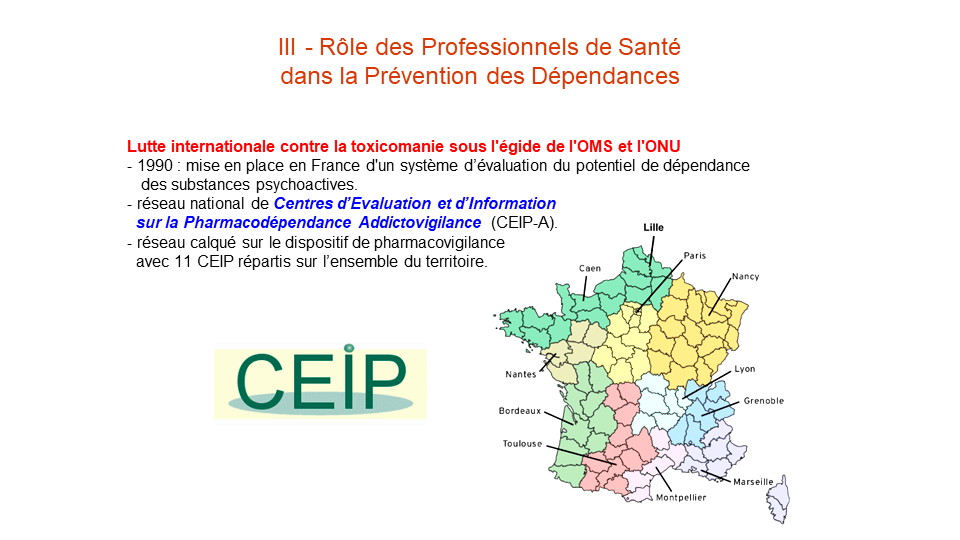 III - Rôle des Professionnels de Santé
dans la Prévention des Dépendances
Lutte internationale contre la toxicomanie sous l'égide de l'OMS et l'ONU
- 1990 : mise en place en France d'un système d’évaluation du potentiel de dépendance
des substances psychoactives.
- réseau national de Centres d’Evaluation et d’Information
sur la Pharmacodépendance Addictovigilance (CEIP-A).
- réseau calqué sur le dispositif de pharmacovigilance
avec 11 CEIP répartis sur l’ensemble du territoire.
Lille
Paris
Caen
Nancy
CEIP
Nantes
Lyon
Grenoble
Bordeaux
Toulouse
Marseille
Montpellier